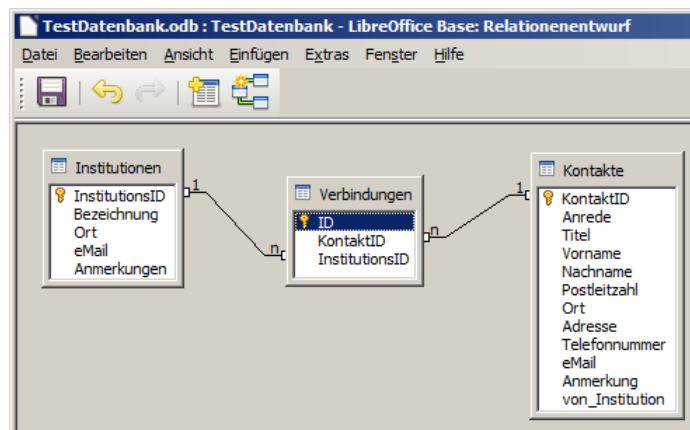 TestDatenbank.odb : TestDatenbank - LibreOffice Base: Relationenentwurf
Datei Bearbeiten Ansicht Einfügen Extras Fenster Hilfe
Institutionen
InstitutionsID
Bezeichnung
Ort
eMail
Anmerkungen
1
n
Verbindungen
ID
KontaktID
InstitutionsID
n
1
Kontakte
KontaktID
Anrede
Titel
Vorname
Nachname
Postleitzahl
Ort
Adresse
Telefonnummer
eMail
Anmerkung
von_Institution